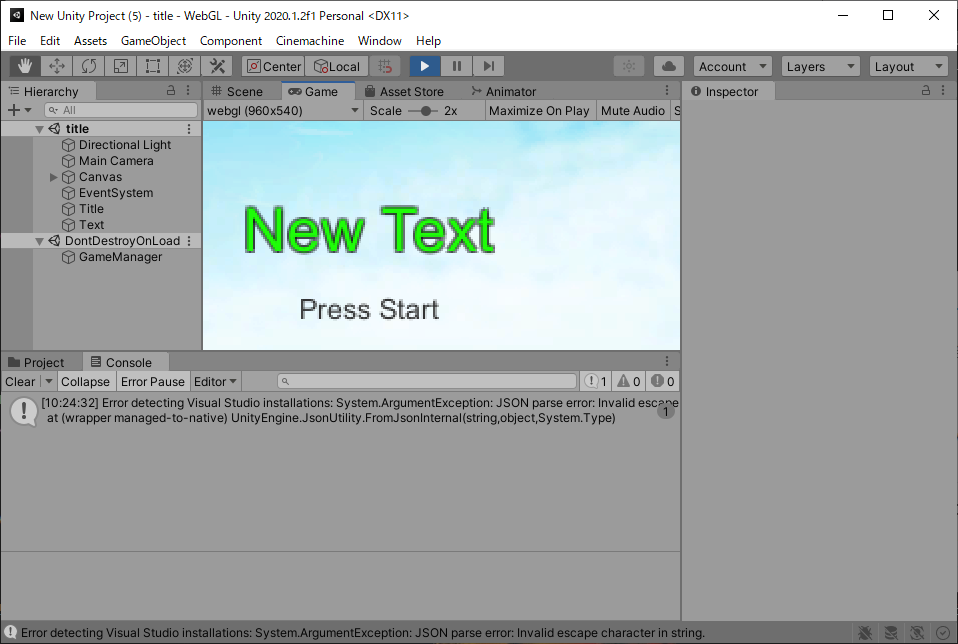 New Unity Project (5) - title - WebGL - Unity 2020.1.2f1 Personal <DX11>
File Edit Assets GameObject Component Cinemachine Window Help
Center Local Account Layers Layout
Hierarchy
All
title
Directional Light
Main Camera
Canvas
EventSystem
Title
Text
DontDestroyOnLoad
GameManager
Scene Game Asset Store Animator
webgl (960x540) Scale 2x Maximize On Play Mute Audio S
New Text
Press Start
Inspector
Project Console
Clear Collapse Error Pause Editor 1 0 0
[10:24:32] Error detecting Visual Studio installations: System.ArgumentException: JSON parse error: Invalid escape
at (wrapper managed-to-native) UnityEngine.JsonUtility.FromJsonInternal(string,object,System.Type)
1
Error detecting Visual Studio installations: System.ArgumentException: JSON parse error: Invalid escape character in string.